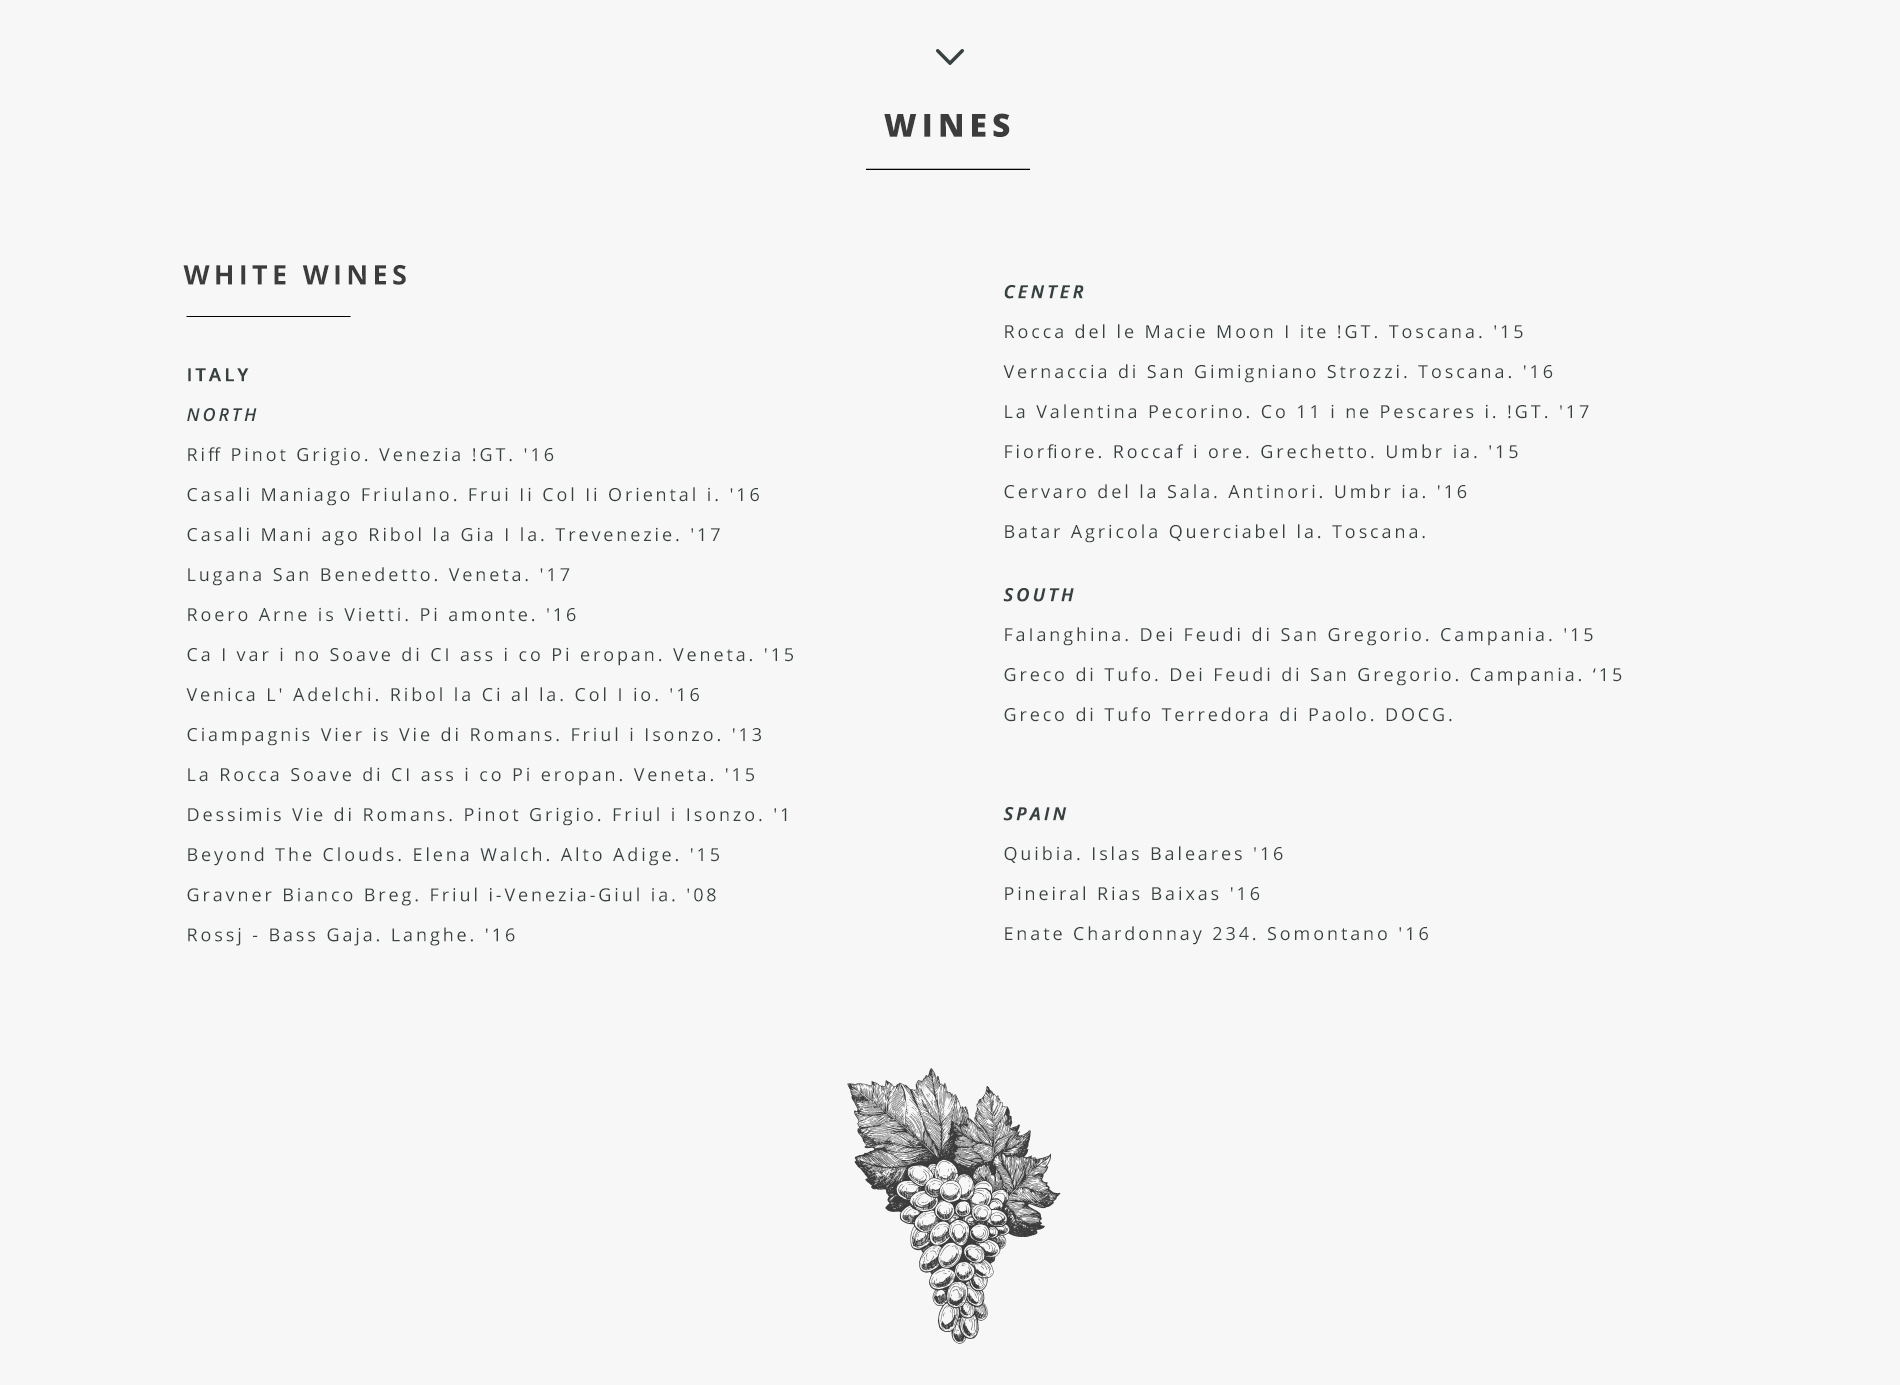 WINES
WHITE WINES
ITALY
NORTH
Riff Pinot Grigio. Venezia !GT. '16
Casali Maniago Friulano. Frui Ii Col Ii Oriental i. '16
Casali Mani ago Ribol la Gia I la. Trevenezie. '17
Lugana San Benedetto. Veneta. '17
Roero Arne is Vietti. Pi amonte. '16
Ca I var i no Soave di CI ass i co Pi eropan. Veneta. '15
Venica L' Adelchi. Ribol la Ci al la. Col I io. '16
Ciampagnis Vier is Vie di Romans. Friul i Isonzo. '13
La Rocca Soave di CI ass i co Pi eropan. Veneta. '15
Dessimis Vie di Romans. Pinot Grigio. Friul i Isonzo. '1
Beyond The Clouds. Elena Walch. Alto Adige. '15
Gravner Bianco Breg. Friul i-Venezia-Giul ia. '08
Rossj - Bass Gaja. Langhe. '16
CENTER
Rocca del le Macie Moon I ite !GT. Toscana. '15
Vernaccia di San Gimigniano Strozzi. Toscana. '16
La Valentina Pecorino. Co 11 i ne Pescares i. !GT. '17
Fiorfiore. Roccaf i ore. Grechetto. Umbr ia. '15
Cervaro del la Sala. Antinori. Umbr ia. '16
Batar Agricola Querciabel la. Toscana.
SOUTH
Falanghina. Dei Feudi di San Gregorio. Campania. '15
Greco di Tufo. Dei Feudi di San Gregorio. Campania. ‘15
Greco di Tufo Terredora di Paolo. DOCG.
SPAIN
Quibia. Islas Baleares '16
Pineiral Rias Baixas '16
Enate Chardonnay 234. Somontano '16